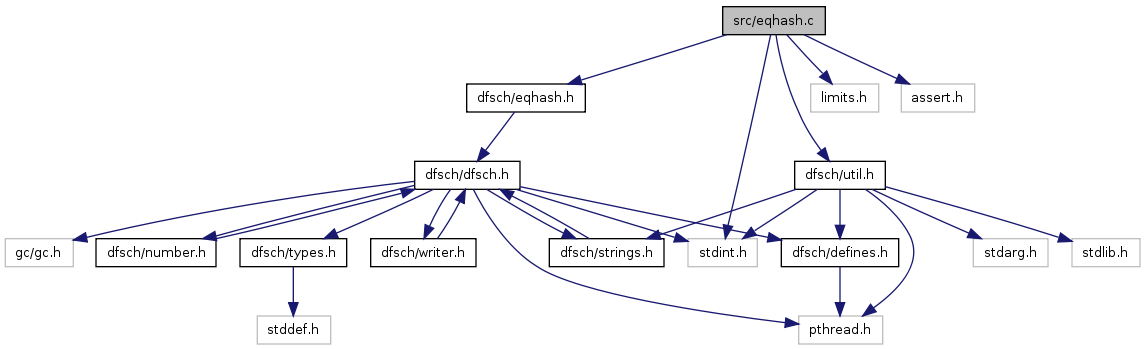 src/eqhash.c
dfsch/eqhash.h
limits.h
assert.h
dfsch/dfsch.h
dfsch/util.h
gc/gc.h
dfsch/number.h
dfsch/types.h
dfsch/writer.h
dfsch/strings.h
stdint.h
dfsch/defines.h
stdarg.h
stdlib.h
stddef.h
pthread.h